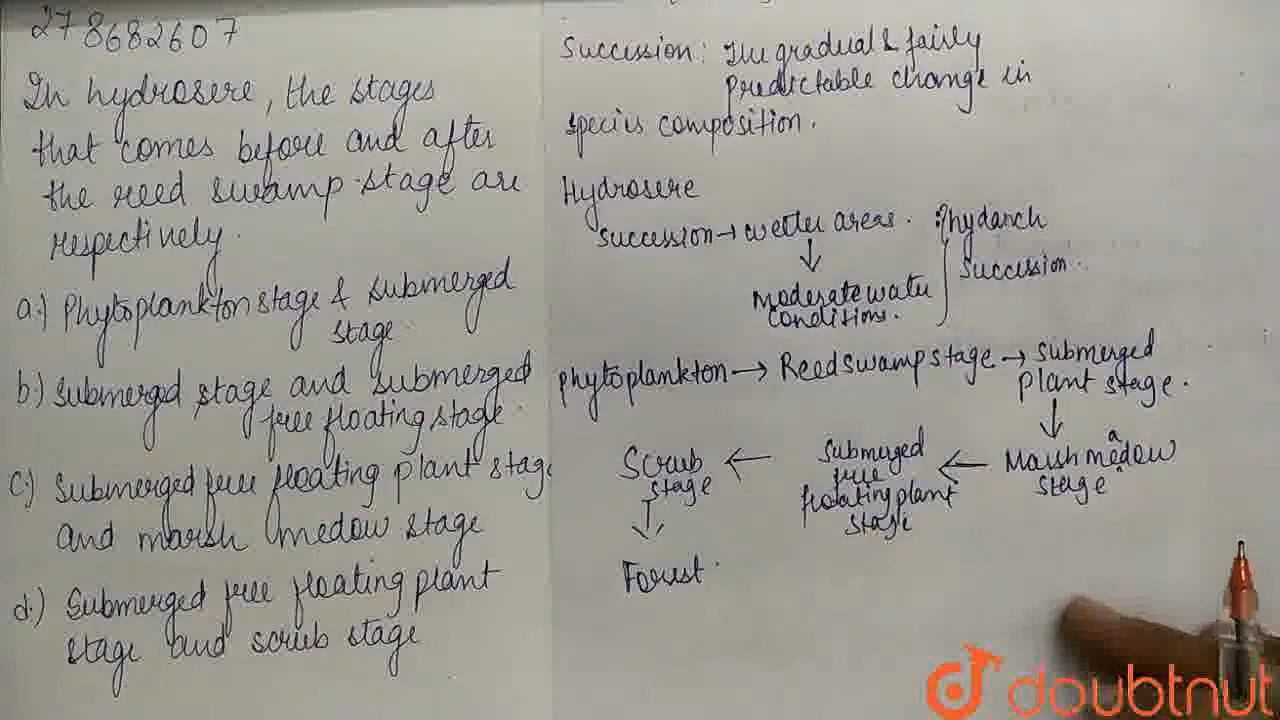 278682607
In hydrosere, the stages
that comes before and after
the reed swamp-stage are
respectively.
a.) Phytoplankton stage & submerged
stage.
b.) Submerged stage and submerged
free floating stage.
c.) Submerged free floating plant stage
and marsh medow stage
d.) Submerged free floating plant
stage and scrub stage
Succession: The gradual & fairly
predictable change in
species composition.
Hydrosere
Succession → wetter areas.
↓
Moderate water
conditions.
succession.
phytoplankton → Reed swamp stage → submerged
plant stage.
↓
Marsh meadow
stage
← submerged
free
floating plant
stage
← Scrub
stage
↓
Forest.
doubtnut